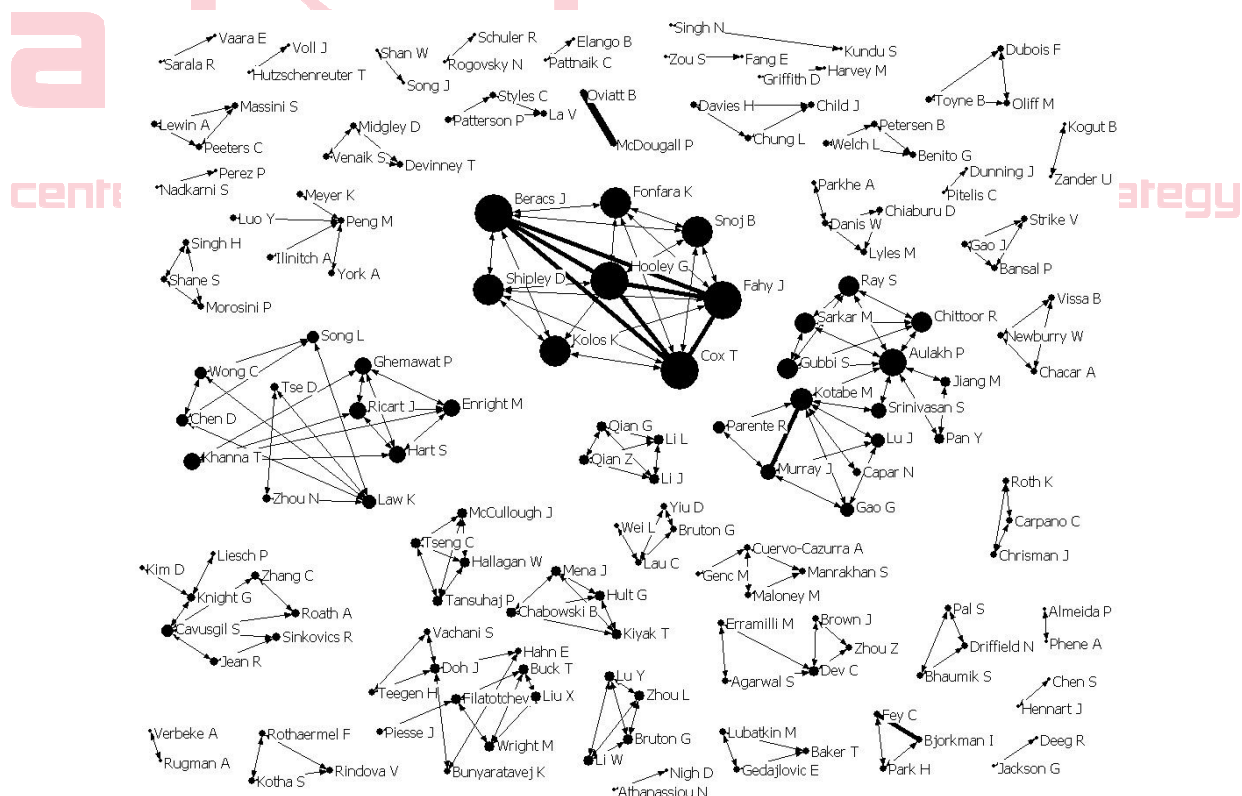 a
Singh N
Vaara E
Schuler R
Elango B
Voll J
Shan W
Kundu S
Dubois F
Sarala R
Rogovsky N
Pattnaik C
Zou S
Fang E
Harvey M
Hutzschenreuter T
Song J
Griffith D
Oviatt B
Styles C
Toyne B
Oliff M
Massini S
Davies H
Child J
La V
Patterson P
Lewin A
Midgley D
Petersen B
Kogut B
Chung L
McDougall P
Welch L
Peeters C
Venaik S
Devinney T
Benito G
Perez P
Dunning J
Zander U
Nadkarni S
Parkhe A
Pitelis C
cente
ategy
Meyer K
Fonfara K
Beracs J
Chiaburu D
Luo Y
Peng M
Snoj B
Danis W
Strike V
Singh H
Gao J
Ilinitch A
Lyles M
York A
Hooley G
Bansal P
Shane S
Shipley D
Fahy J
Ray S
Morosini P
Vissa B
Sarkar M
Chittoor R
Song L
Newburry W
Kolos K
Cox T
Aulakh P
Ghemawat P
Gubbi S
Wong C
Chacar A
Jiang M
Tse D
Kotabe M
Ricart J
Enright M
Srinivasan S
Chen D
Qian G
Parente R
Li L
Lu J
Pan Y
Hart S
Khanna T
Qian Z
Murray J
Capar N
Li J
Roth K
Zhou N
Law K
Yiu D
Gao G
McCullough J
Carpano C
Wei L
Bruton G
Tseng C
Cuervo-Cazurra A
Liesch P
Chrisman J
Hallagan W
Lau C
Kim D
Zhang C
Mena J
Genc M
Manrakhan S
Knight G
Tansuhaj P
Hult G
Maloney M
Roath A
Chabowski B
Pal S
Almeida P
Cavusgil S
Sinkovics R
Vachani S
Kiyak T
Erramilli M
Brown J
Phene A
Hahn E
Zhou Z
Driffield N
Jean R
Doh J
Buck T
Dev C
Lu Y
Bhaumik S
Agarwal S
Chen S
Teegen H
Filatotchev I
Liu X
Zhou L
Hennart J
Fey C
Verbeke A
Rothaermel F
Piesse J
Lubatkin M
Bjorkman I
Deeg R
Wright M
Bruton G
Baker T
Rugman A
Li W
Rindova V
Bunyaratavej K
Gedajlovic E
Park H
Jackson G
Kotha S
Nigh D
Athanassiou N